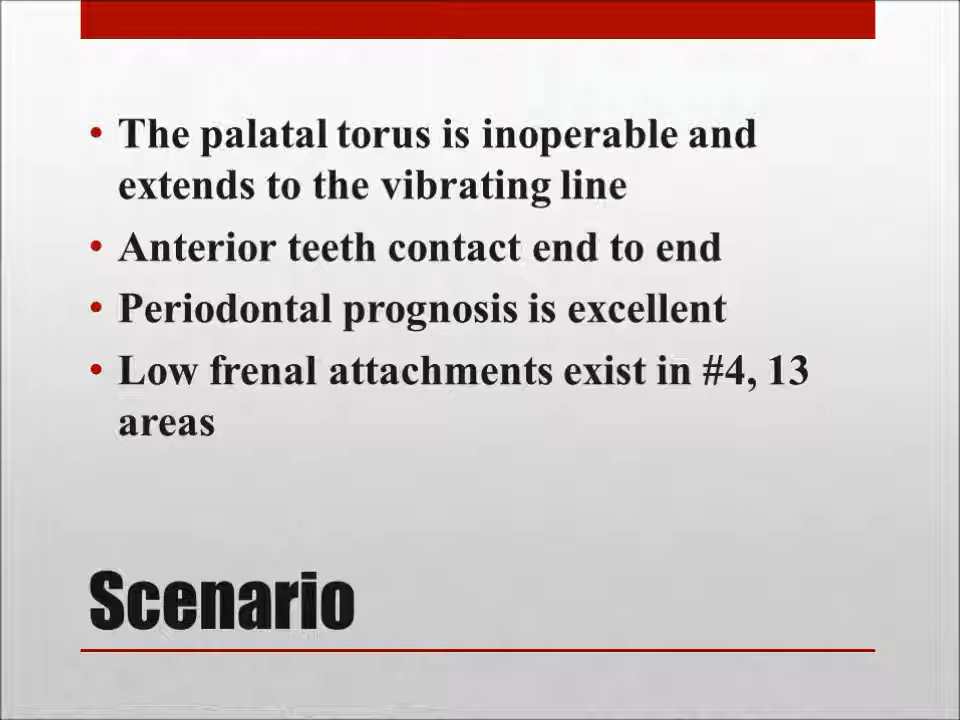 • The palatal torus is inoperable and
extends to the vibrating line
• Anterior teeth contact end to end
• Periodontal prognosis is excellent
• Low frenal attachments exist in #4, 13
areas
Scenario